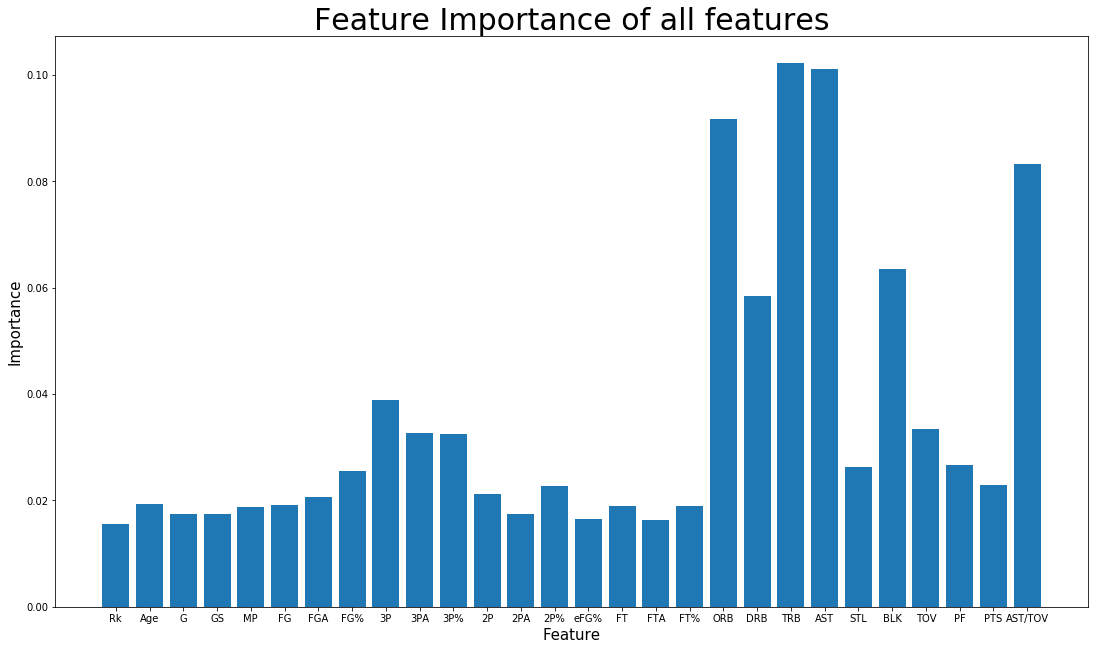 Feature Importance of all features
Importance
0.10
0.08
0.06
0.04
0.02
0.00
Rk Age G GS MP FG FGA FG% 3P 3PA 3P% 2P 2PA 2P% eFG% FT FTA FT% ORB DRB TRB AST STL BLK TOV PF PTS AST/TOV
Feature